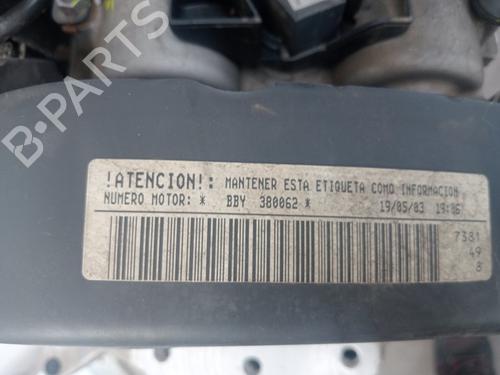 B-PARTS
!ATENCION!: MANTENER ESTA ETIQUETA COMO INFORMACION
NUMERO MOTOR: * BBY 380062 * 19/05/03 19:06
7381
49
8